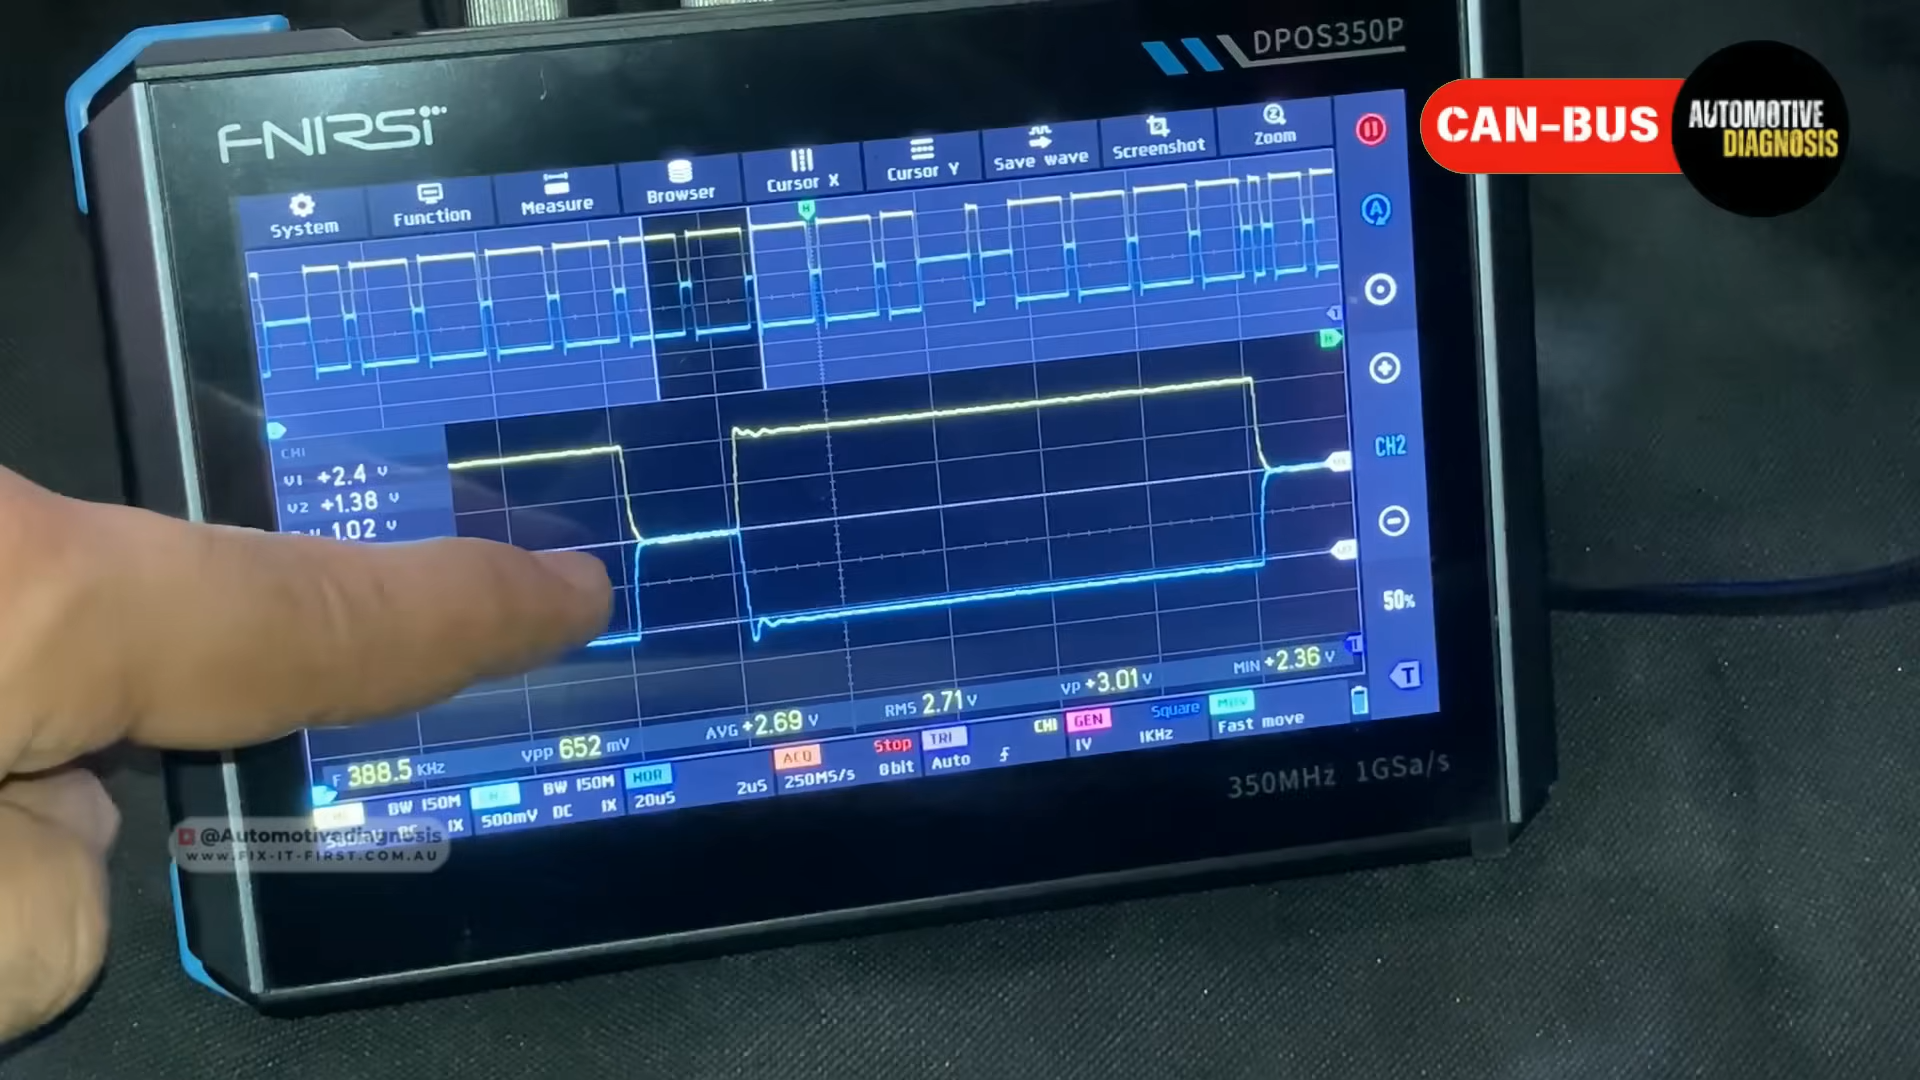 DPOS350P
FNIRSI
CAN-BUS
AUTOMOTIVE
DIAGNOSIS
System
Function
Measure
Browser
Cursor X
Cursor Y
Save wave
Screenshot
Zoom
H
A
CH1
V1 +2.4 V
V2 +1.38 V
1.02 V
CH2
50%
T
F 388.5 KHz
Vpp 652 mV
AVG +2.69 V
RMS 2.71 V
VP +3.01 V
MIN +2.36 V
BW 150M
1X
BW 150M
500mV DC 1X
HOR
20uS 2uS
ACQ Stop
250MS/s 8bit
TRI CH1
Auto
GEN Square
1V 1KHz
Mov
Fast move
350MHz 1GSa/s
@Automotivediagnosis
WWW.FIX-IT-FIRST.COM.AU